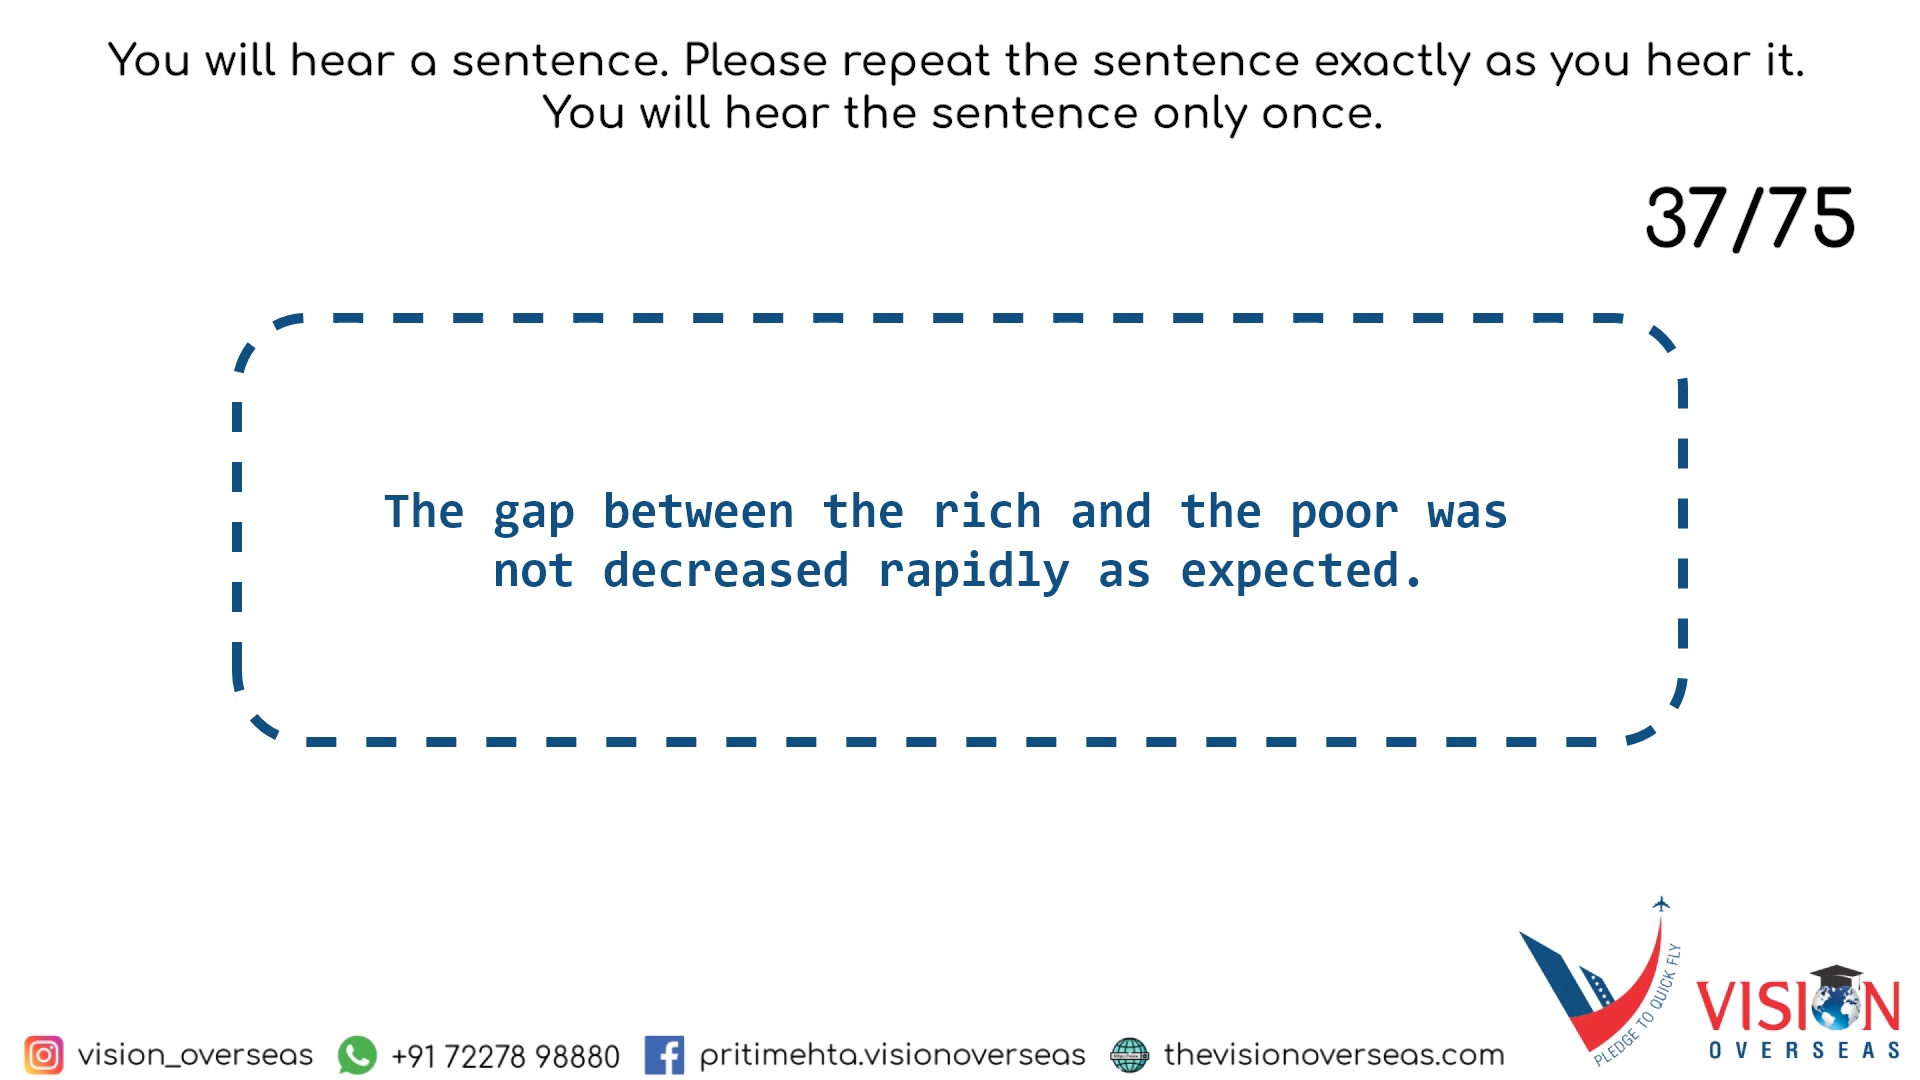 You will hear a sentence. Please repeat the sentence exactly as you hear it.
You will hear the sentence only once.
37/75
The gap between the rich and the poor was
not decreased rapidly as expected.
PLEDGE TO QUICK FLY
VISION
OVERSEAS
vision_overseas
+91 72278 98880
pritimehta.visionoverseas
thevisionoverseas.com